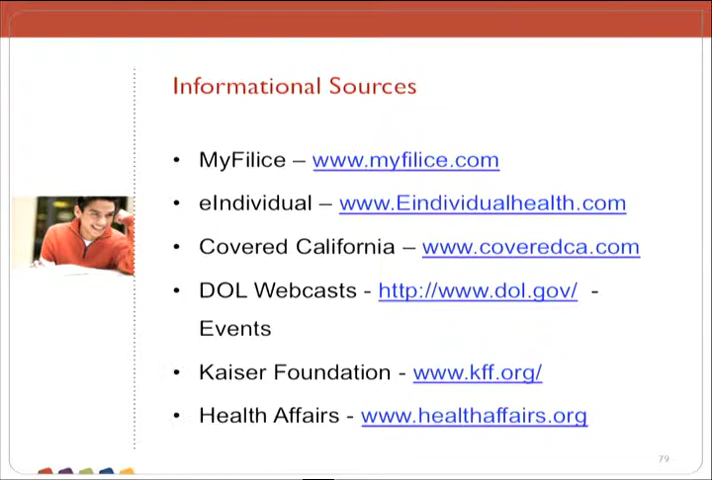 Informational Sources
• MyFilice – www.myfilice.com
• eIndividual – www.Eindividualhealth.com
• Covered California – www.coveredca.com
• DOL Webcasts - http://www.dol.gov/ -
Events
• Kaiser Foundation - www.kff.org/
• Health Affairs - www.healthaffairs.org
79